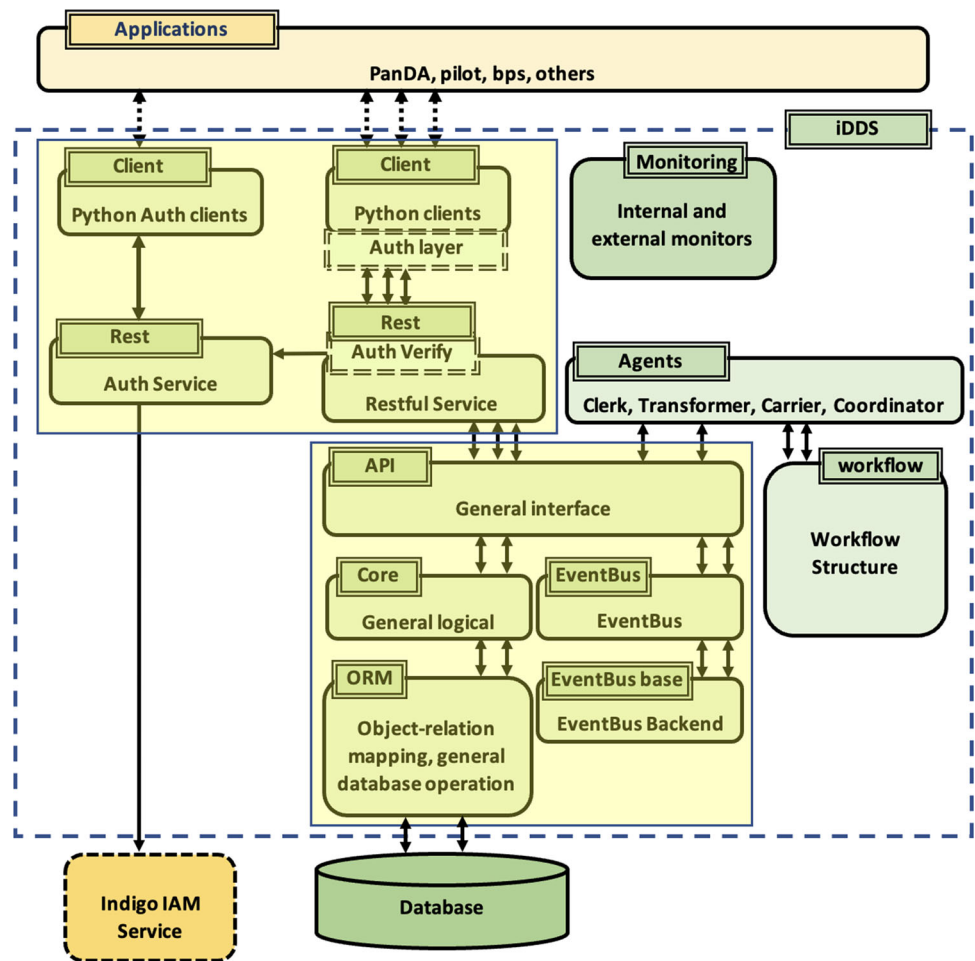 Applications
PanDA, pilot, bps, others
iDDS
Client
Python Auth clients
Client
Python clients
Auth layer
Monitoring
Internal and
external monitors
Rest
Auth Service
Rest
Auth Verify
Restful Service
Agents
Clerk, Transformer, Carrier, Coordinator
API
General interface
workflow
Workflow
Structure
Core
General logical
EventBus
EventBus
ORM
Object-relation
mapping, general
database operation
EventBus base
EventBus Backend
Indigo IAM
Service
Database